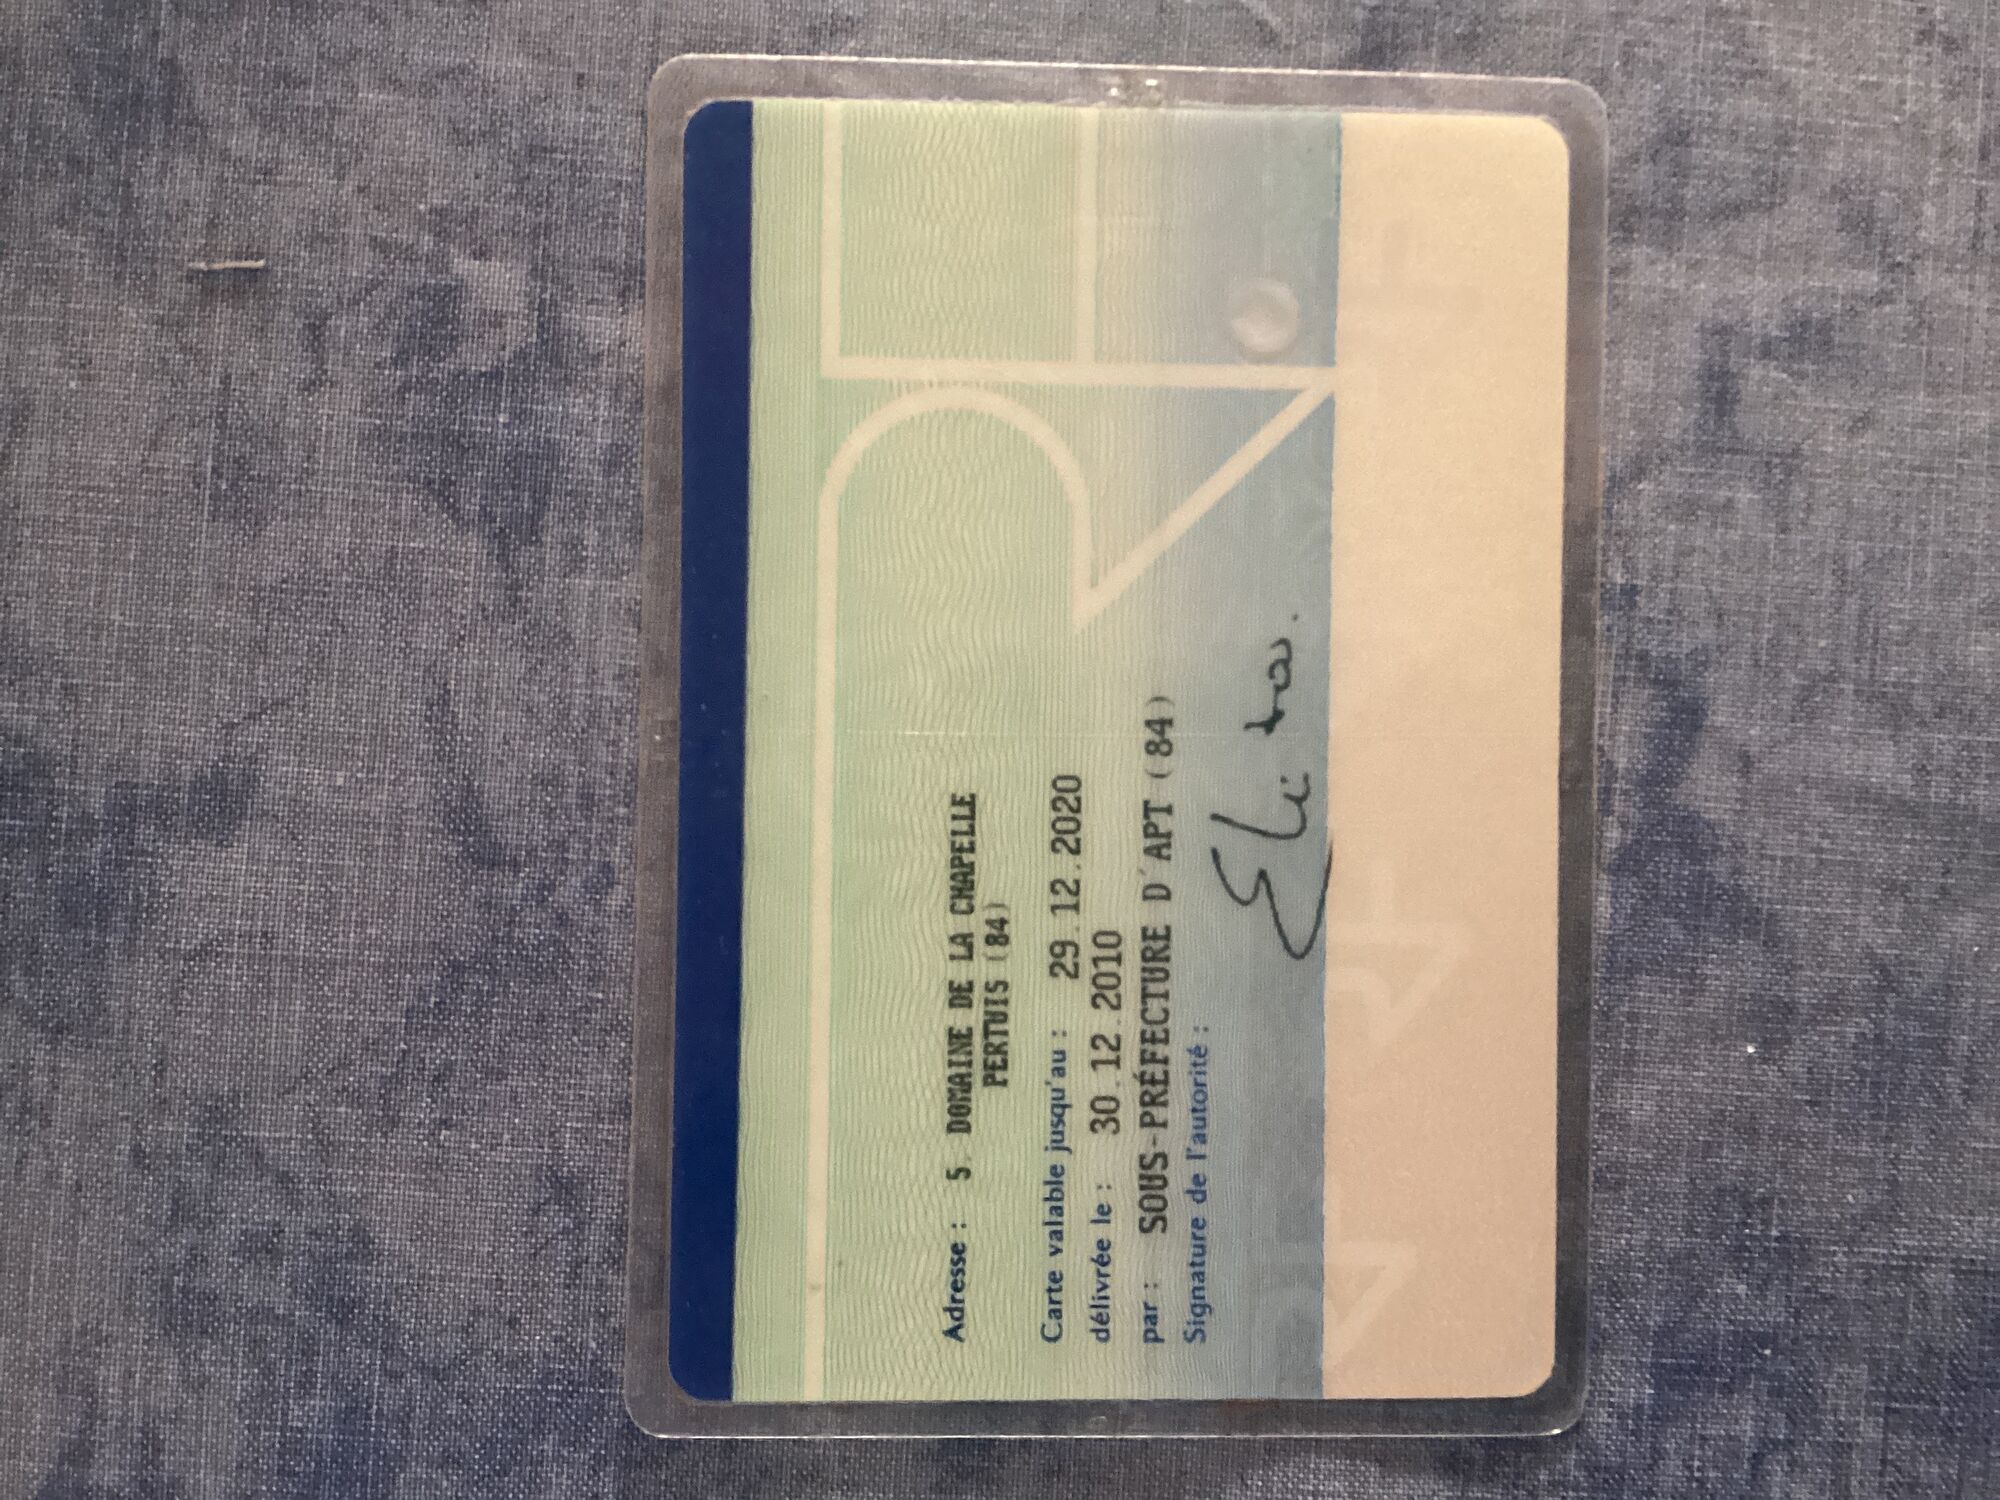 Adresse : 5, DOMAINE DE LA CHAPELLE
PERTUIS (84)
Carte valable jusqu'au : 29.12.2020
délivrée le : 30.12.2010
par : SOUS-PRÉFECTURE D'APT (84)
Signature de l'autorité :